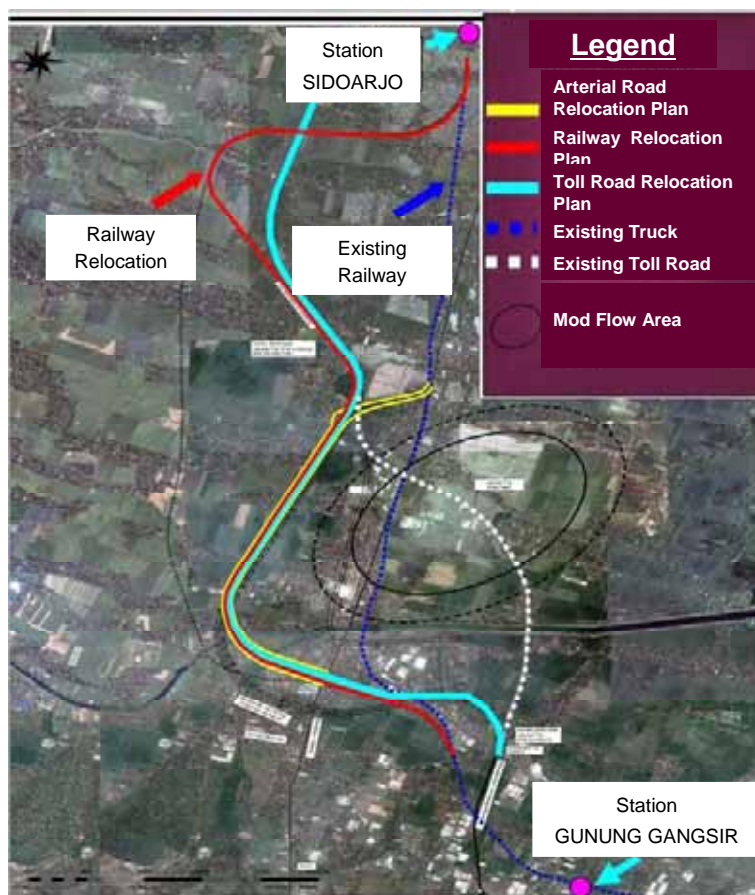 Station
SIDOARJO
Legend
Arterial Road
Relocation Plan
Railway Relocation
Plan
Toll Road Relocation
Plan
Existing Truck
Existing Toll Road
Mod Flow Area
Railway
Relocation
Existing
Railway
Station
GUNUNG GANGSIR